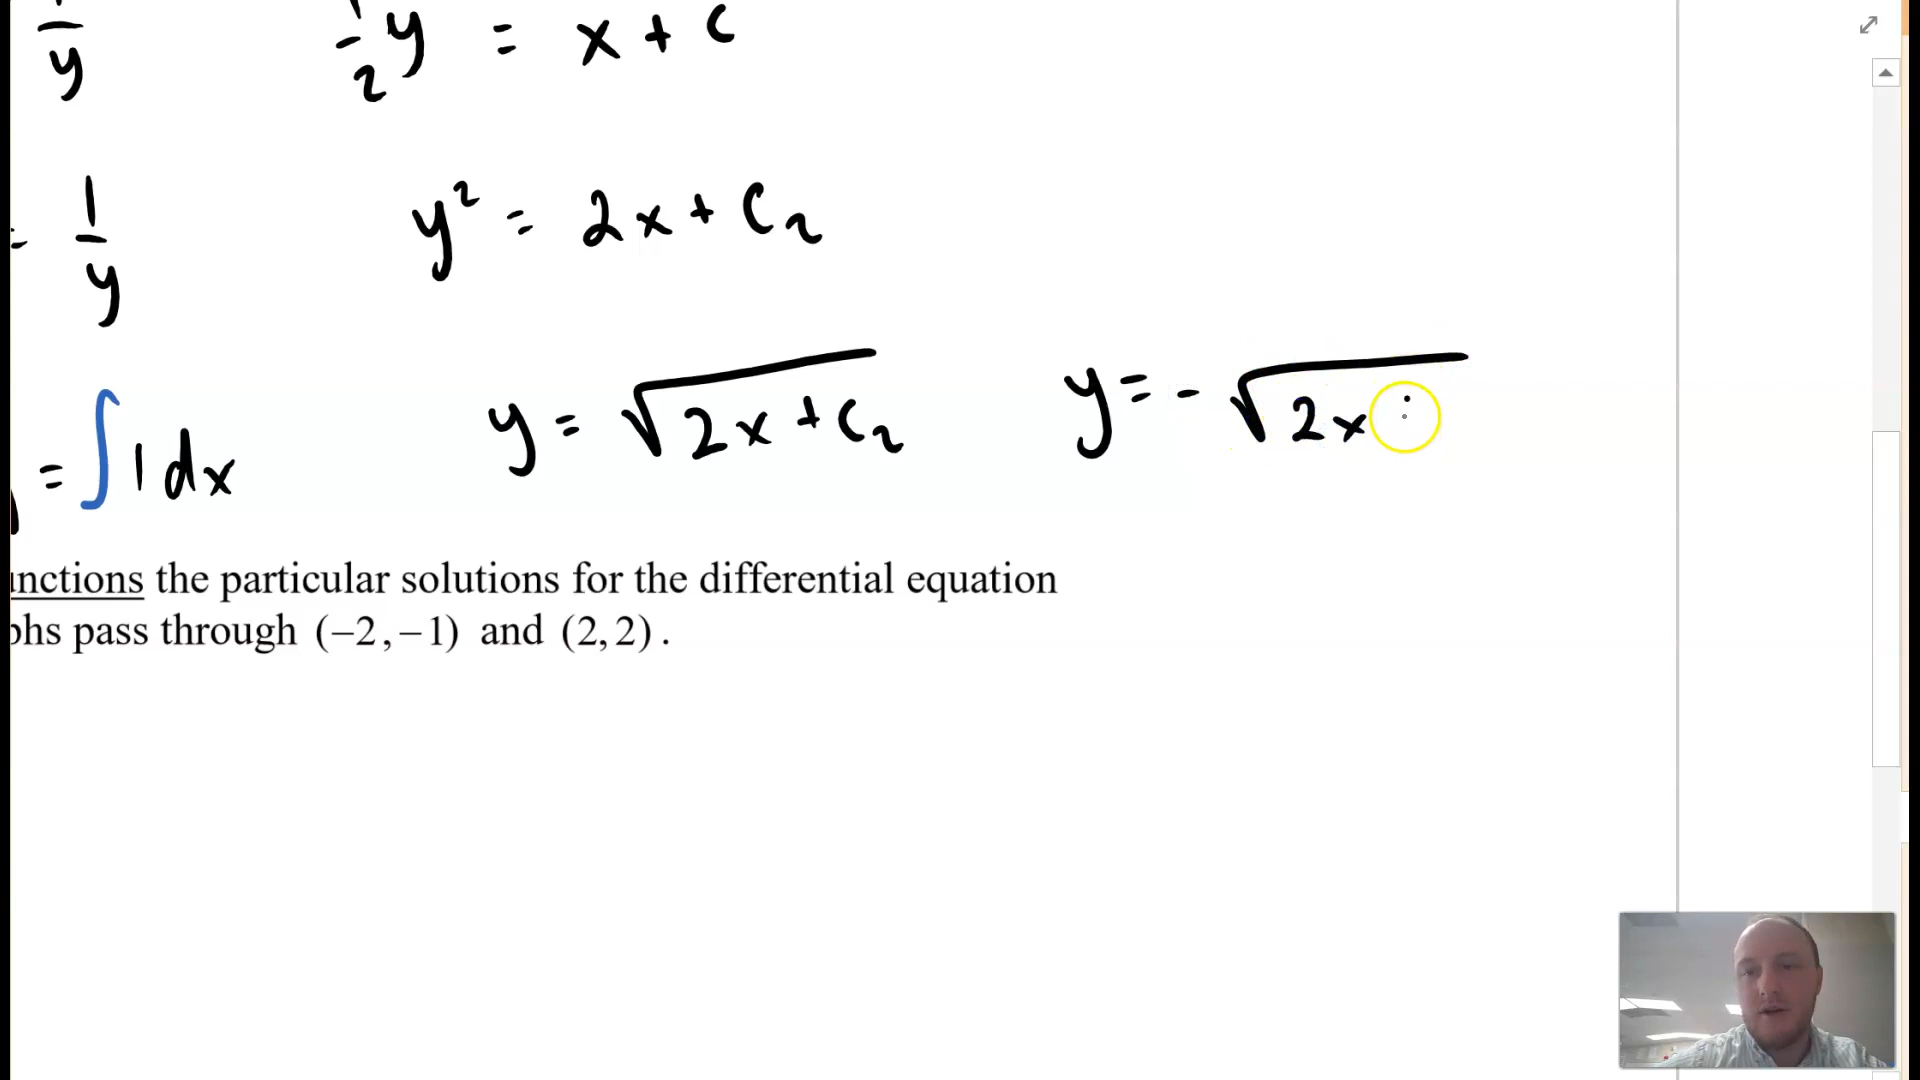 1/y
1/2 y = x + c
= 1/y
y² = 2x + C₂
= ∫ 1 dx
y = √(2x + C₂)
y = - √(2x
nctions the particular solutions for the differential equation
phs pass through (−2,−1) and (2,2).